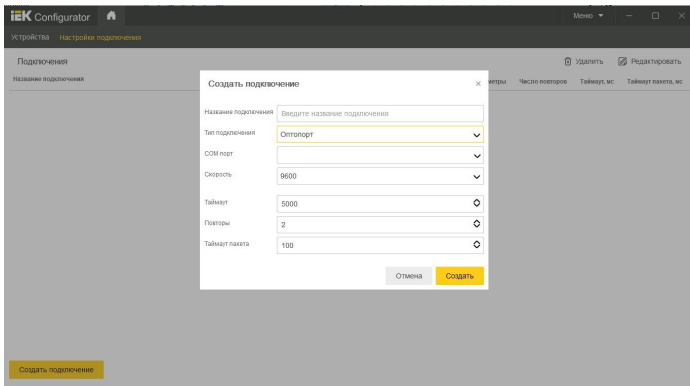 iEK Configurator
Меню
Устройства Настройки подключения
Подключения
Удалить Редактировать
Название подключения
Число повторов Таймаут, мс Таймаут пакета, мс
Создать подключение
Название подключения Введите название подключения
Тип подключения Оптопорт
COM порт
Скорость 9600
Таймаут 5000
Повторы 2
Таймаут пакета 100
Отмена Создать
Создать подключение